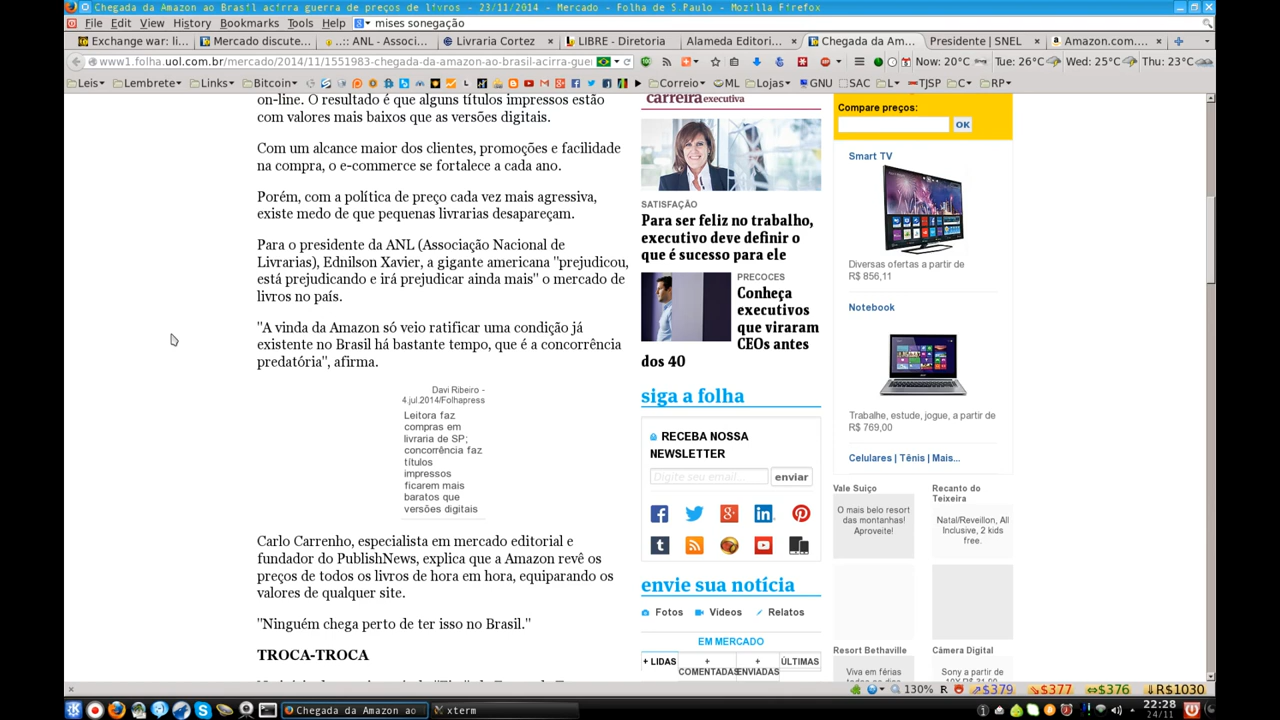 Chegada da Amazon ao Brasil acirra guerra de preços de livros - 23/11/2014 - Mercado - Folha de S.Paulo - Mozilla Firefox
File Edit View History Bookmarks Tools Help mises sonegação
Exchange war: li... Mercado discute... ..:: ANL - Associ... Livraria Cortez LIBRE - Diretoria Alameda Editori... Chegada da Am... Presidente | SNEL Amazon.com....
www1.folha.uol.com.br/mercado/2014/11/1551983-chegada-da-amazon-ao-brasil-acirra-gue Now: 20°C Tue: 26°C Wed: 25°C Thu: 23°C
Leis Lembrete Links Bitcoin Correio ML Lojas GNU SAC L TJSP C RP
on-line. O resultado é que alguns títulos impressos estão
com valores mais baixos que as versões digitais.
Com um alcance maior dos clientes, promoções e facilidade
na compra, o e-commerce se fortalece a cada ano.
Porém, com a política de preço cada vez mais agressiva,
existe medo de que pequenas livrarias desapareçam.
Para o presidente da ANL (Associação Nacional de
Livrarias), Ednilson Xavier, a gigante americana "prejudicou,
está prejudicando e irá prejudicar ainda mais" o mercado de
livros no país.
"A vinda da Amazon só veio ratificar uma condição já
existente no Brasil há bastante tempo, que é a concorrência
predatória", afirma.
Davi Ribeiro -
4.jul.2014/Folhapress
Leitora faz
compras em
livraria de SP;
concorrência faz
títulos
impressos
ficarem mais
baratos que
versões digitais
Carlo Carrenho, especialista em mercado editorial e
fundador do PublishNews, explica que a Amazon revê os
preços de todos os livros de hora em hora, equiparando os
valores de qualquer site.
"Ninguém chega perto de ter isso no Brasil."
TROCA-TROCA
carreira executiva
SATISFAÇÃO
Para ser feliz no trabalho,
executivo deve definir o
que é sucesso para ele
PRECOCES
Conheça
executivos
que viraram
CEOs antes
dos 40
siga a folha
RECEBA NOSSA
NEWSLETTER
Digite seu email... enviar
envie sua notícia
Fotos Vídeos Relatos
EM MERCADO
+ LIDAS + COMENTADAS + ENVIADAS ÚLTIMAS
Compare preços:
OK
Smart TV
Diversas ofertas a partir de
R$ 856,11
Notebook
Trabalhe, estude, jogue, a partir de
R$ 769,00
Celulares | Tênis | Mais...
Vale Suiço
O mais belo resort
das montanhas!
Aproveite!
Recanto do
Teixeira
Natal/Reveillon, All
Inclusive, 2 kids
free.
Resort Bethaville
Viva em férias
Câmera Digital
Sony a partir de
130% R $379 $377 $376 R$1030
Chegada da Amazon ao xterm 22:28
24/11